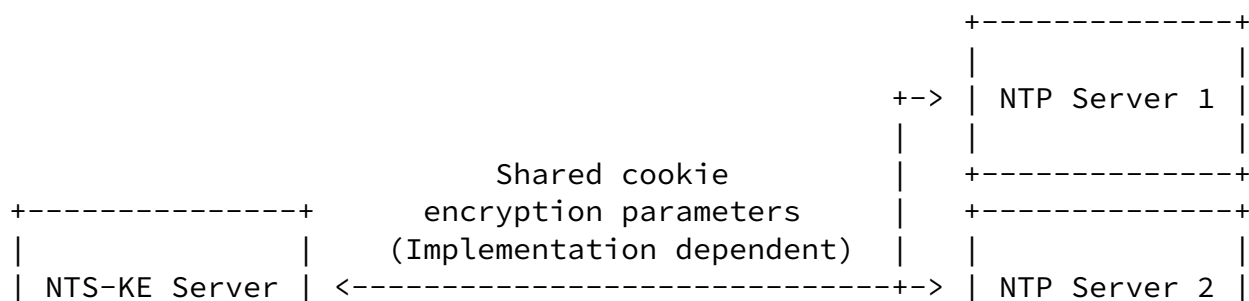 +--------------+
                                                       |              |
                                                  +-> | NTP Server 1 |
                                                  |    |              |
                           Shared cookie          |    +--------------+
+---------------+      encryption parameters      |    +--------------+
|               |    (Implementation dependent)   |    |              |
| NTS-KE Server | <-------------------------------+-> | NTP Server 2 |